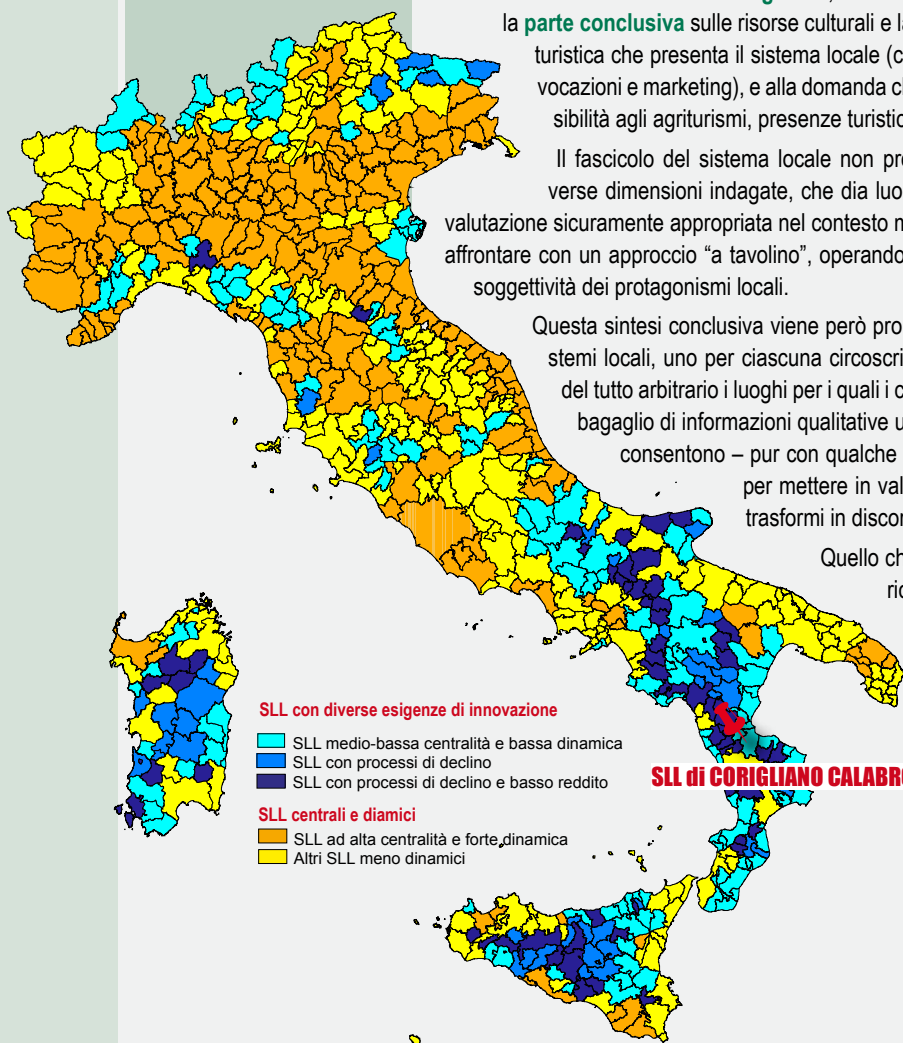 la parte conclusiva sulle risorse culturali e l
turistica che presenta il sistema locale (c
vocazioni e marketing), e alla domanda c
sibilità agli agriturismi, presenze turistic
Il fascicolo del sistema locale non pre
verse dimensioni indagate, che dia luo
valutazione sicuramente appropriata nel contesto n
affrontare con un approccio “a tavolino”, operando
soggettività dei protagonismi locali.
Questa sintesi conclusiva viene però pro
stemi locali, uno per ciascuna circoscri
del tutto arbitrario i luoghi per i quali i c
bagaglio di informazioni qualitative u
consentono – pur con qualche
per mettere in val
trasformi in discon
Quello ch
ric
SLL con diverse esigenze di innovazione
SLL medio-bassa centralità e bassa dinamica
SLL con processi di declino
SLL con processi di declino e basso reddito
SLL di CORIGLIANO CALABRO
SLL centrali e diamici
SLL ad alta centralità e forte dinamica
Altri SLL meno dinamici